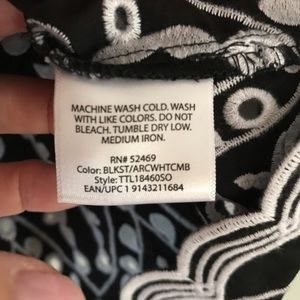 MACHINE WASH COLD. WASH
WITH LIKE COLORS. DO NOT
BLEACH. TUMBLE DRY LOW.
MEDIUM IRON.
RN# 52469
Color: BLKST/ARCWHTCMB
Style: TTL18460SO
EAN/UPC 1 9143211684